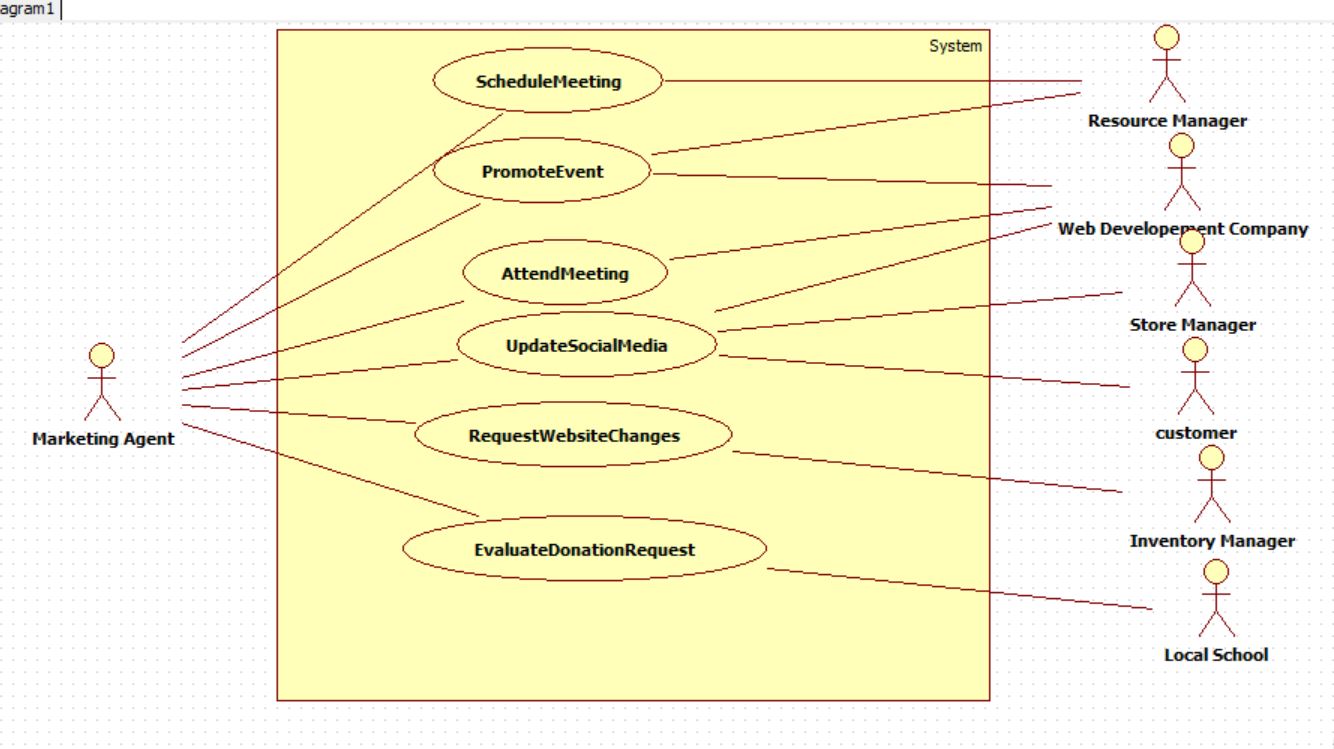 agram1
System
ScheduleMeeting
Resource Manager
PromoteEvent
Web Developement Company
AttendMeeting
Store Manager
UpdateSocialMedia
customer
Marketing Agent
RequestWebsiteChanges
Inventory Manager
EvaluateDonationRequest
Local School